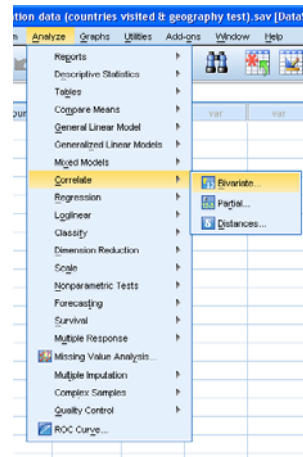 tion data (countries visited & geography test).sav [Data
Analyze Graphs Utilities Add-ons Window Help
Reports
Descriptive Statistics
Tables
Compare Means
var var
General Linear Model
Generalized Linear Models
Mixed Models
Correlate
Bivariate...
Regression
Partial...
Loglinear
Distances...
Classify
Dimension Reduction
Scale
Nonparametric Tests
Forecasting
Survival
Multiple Response
Missing Value Analysis...
Multiple Imputation
Complex Samples
Quality Control
ROC Curve...